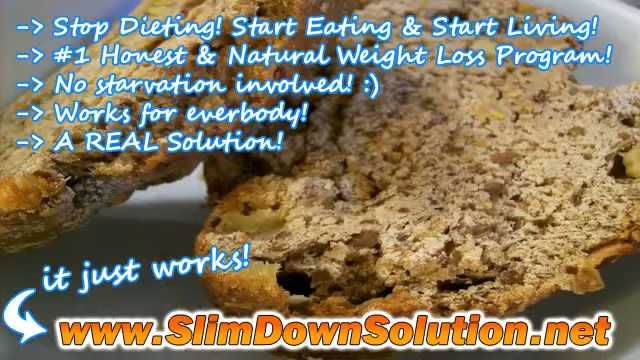 -> Stop Dieting! Start Eating & Start Living!
-> #1 Honest & Natural Weight Loss Program!
-> No starvation involved! :)
-> Works for everbody!
-> A REAL Solution!
it just works!
www.SlimDownSolution.net